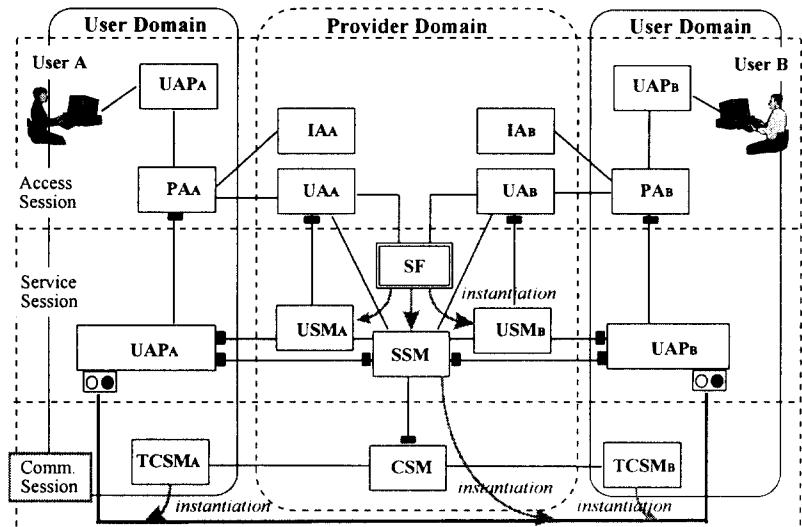 User Domain
Provider Domain
User Domain
User A
User B
UAPA
UAPB
IAA
IAB
PAA
UAA
UAB
PAB
Access
Session
SF
Service
Session
instantiation
USMA
USMB
UAPA
SSM
UAPB
TCSMA
CSM
TCSMB
Comm.
Session
instantiation
instantiation
instantiation